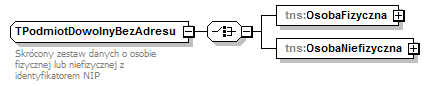 TPodmiotDowolnyBezAdresu
Skrócony zestaw danych o osobie
fizycznej lub niefizycznej z
identyfikatorem NIP
tns:OsobaFizyczna
tns:OsobaNiefizyczna